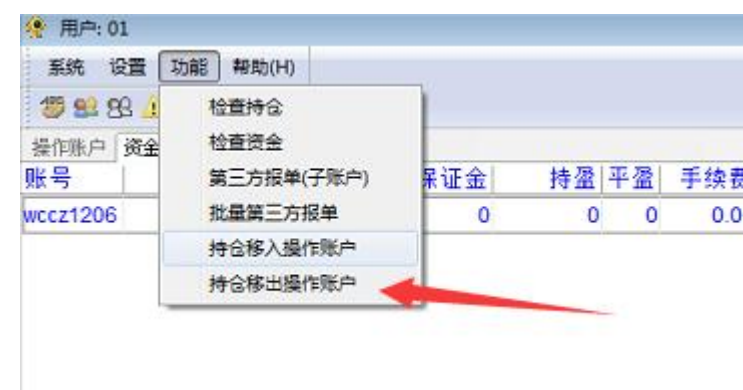 用户: 01
系统 设置 功能 帮助(H)
检查持仓
操作账户 资金 检查资金
账号 第三方报单(子账户) 保证金 持盈 平盈 手续费
wccz1206 批量第三方报单 0 0 0 0.0
持仓移入操作账户
持仓移出操作账户